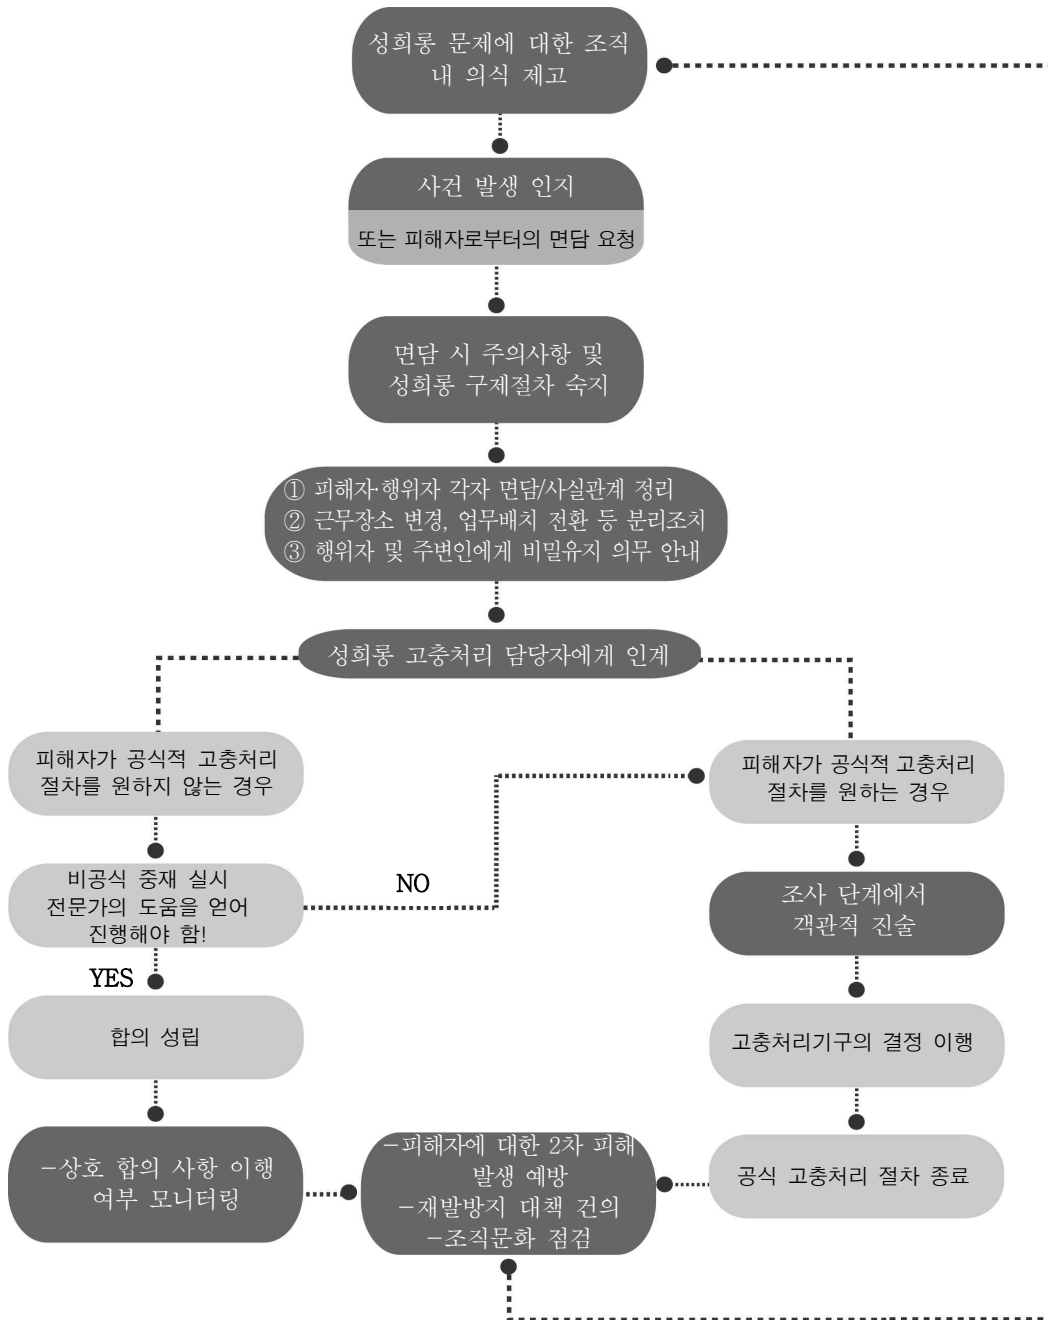 성희롱 문제에 대한 조직
내 의식 제고
사건 발생 인지
또는 피해자로부터의 면담 요청
면담 시 주의사항 및
성희롱 구제절차 숙지
① 피해자·행위자 각자 면담/사실관계 정리
② 근무장소 변경, 업무배치 전환 등 분리조치
③ 행위자 및 주변인에게 비밀유지 의무 안내
성희롱 고충처리 담당자에게 인계
피해자가 공식적 고충처리
절차를 원하지 않는 경우
비공식 중재 실시
전문가의 도움을 얻어
진행해야 함!
NO
YES
합의 성립
-상호 합의 사항 이행
여부 모니터링
피해자가 공식적 고충처리
절차를 원하는 경우
조사 단계에서
객관적 진술
고충처리기구의 결정 이행
공식 고충처리 절차 종료
-피해자에 대한 2차 피해
발생 예방
-재발방지 대책 건의
-조직문화 점검